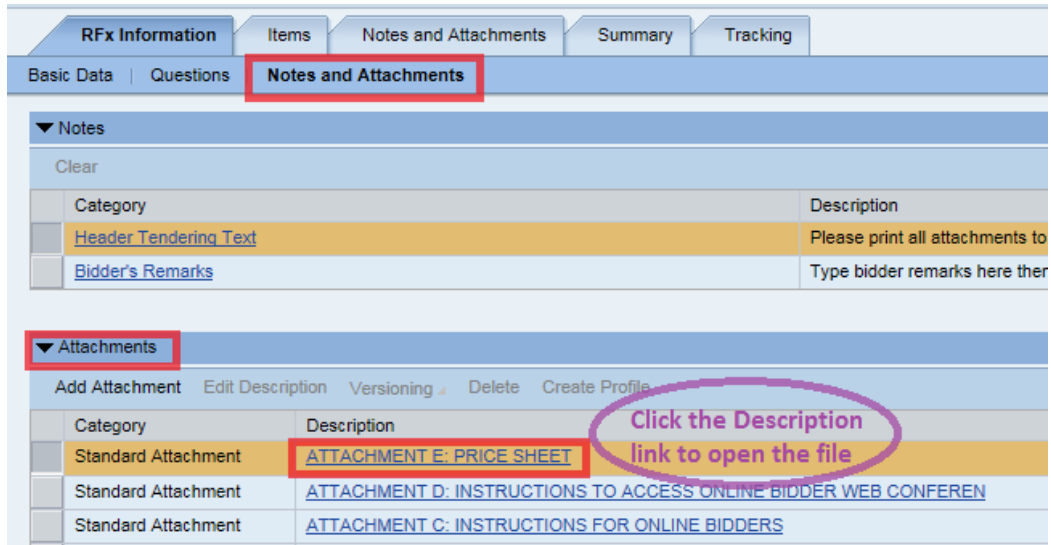 RFx Information Items Notes and Attachments Summary Tracking
Basic Data | Questions Notes and Attachments
Notes
Clear
Category Description
Header Tendering Text Please print all attachments to
Bidder's Remarks Type bidder remarks here then
Attachments
Add Attachment Edit Description Versioning Delete Create Profile
Category Description
Click the Description
link to open the file
Standard Attachment ATTACHMENT E: PRICE SHEET
Standard Attachment ATTACHMENT D: INSTRUCTIONS TO ACCESS ONLINE BIDDER WEB CONFEREN
Standard Attachment ATTACHMENT C: INSTRUCTIONS FOR ONLINE BIDDERS